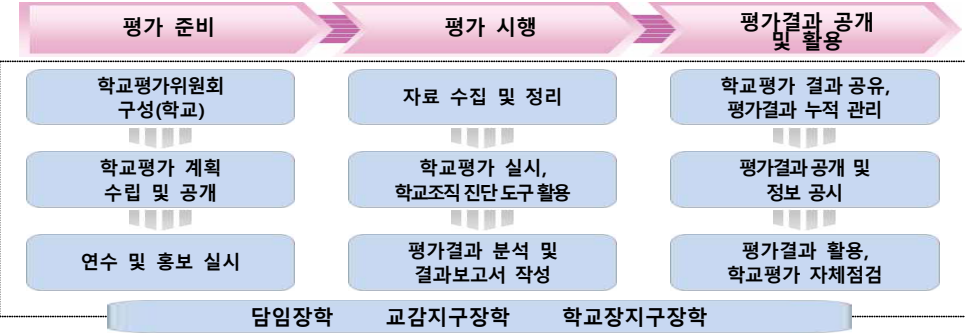 평가 준비
평가 시행
평가결과 공개
및 활용
학교평가위원회
구성(학교)
자료 수집 및 정리
학교평가 결과 공유,
평가결과 누적 관리
학교평가 계획
수립 및 공개
학교평가 실시,
학교조직 진단 도구 활용
평가결과 공개 및
정보 공시
연수 및 홍보 실시
평가결과 분석 및
결과보고서 작성
평가결과 활용,
학교평가 자체점검
담임장학 교감지구장학 학교장지구장학